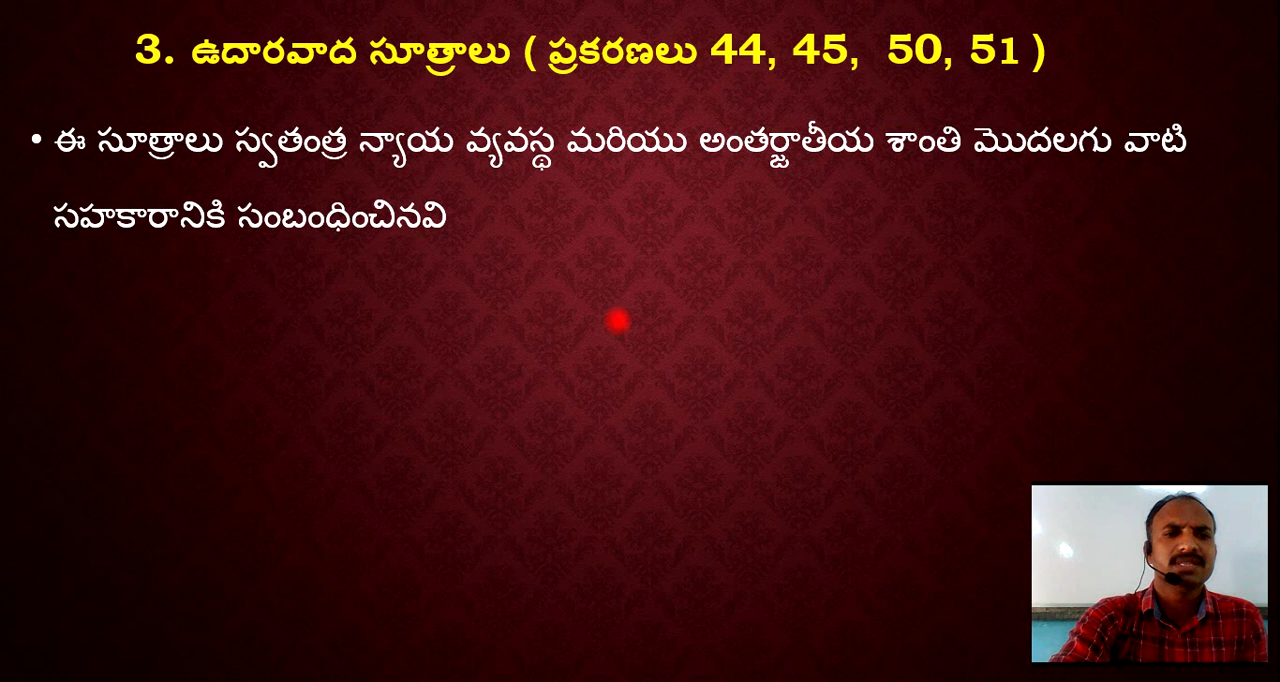 3. ఉదారవాద సూత్రాలు ( ప్రకరణలు 44, 45, 50, 51 )
• ఈ సూత్రాలు స్వతంత్ర న్యాయ వ్యవస్థ మరియు అంతర్జాతీయ శాంతి మొదలగు వాటి
సహకారానికి సంబంధించినవి